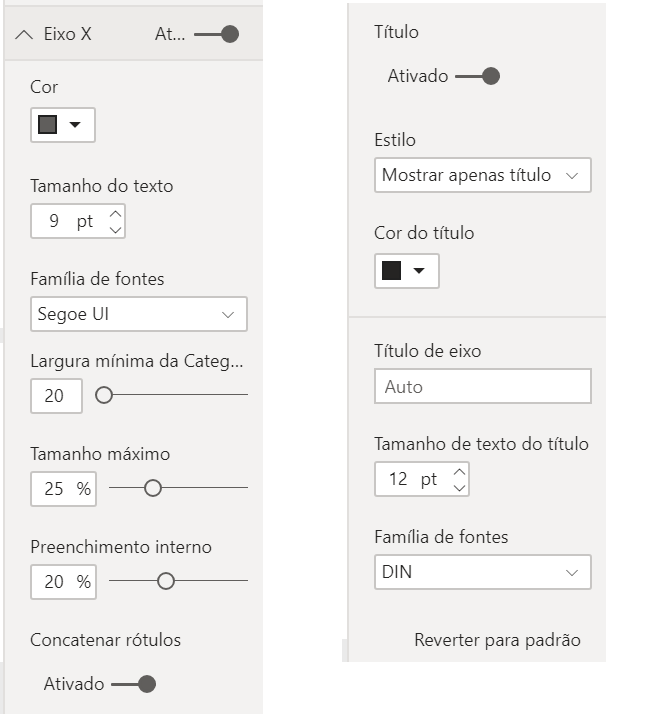 Eixo X At...
Cor
Tamanho do texto
9 pt
Família de fontes
Segoe UI
Largura mínima da Categ...
20
Tamanho máximo
25 %
Preenchimento interno
20 %
Concatenar rótulos
Ativado
Título
Ativado
Estilo
Mostrar apenas título
Cor do título
Título de eixo
Auto
Tamanho de texto do título
12 pt
Família de fontes
DIN
Reverter para padrão